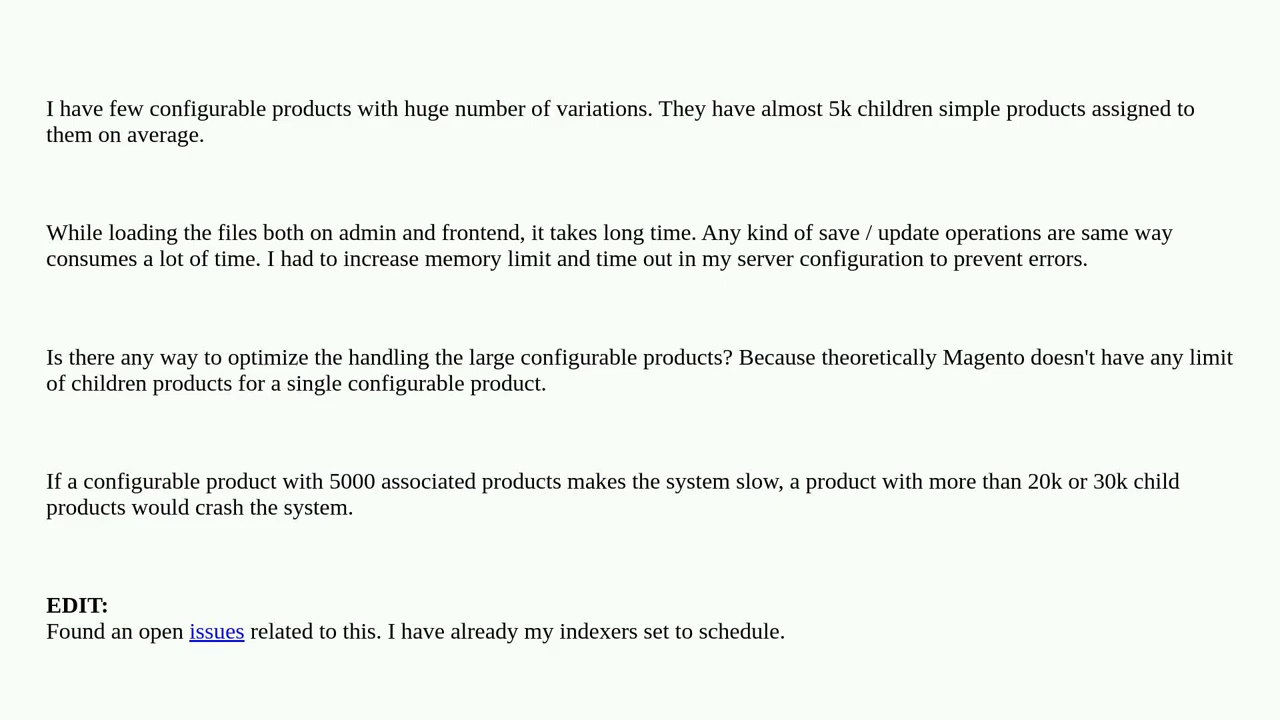 I have few configurable products with huge number of variations. They have almost 5k children simple products assigned to
them on average.
While loading the files both on admin and frontend, it takes long time. Any kind of save / update operations are same way
consumes a lot of time. I had to increase memory limit and time out in my server configuration to prevent errors.
Is there any way to optimize the handling the large configurable products? Because theoretically Magento doesn't have any limit
of children products for a single configurable product.
If a configurable product with 5000 associated products makes the system slow, a product with more than 20k or 30k child
products would crash the system.
EDIT:
Found an open issues related to this. I have already my indexers set to schedule.